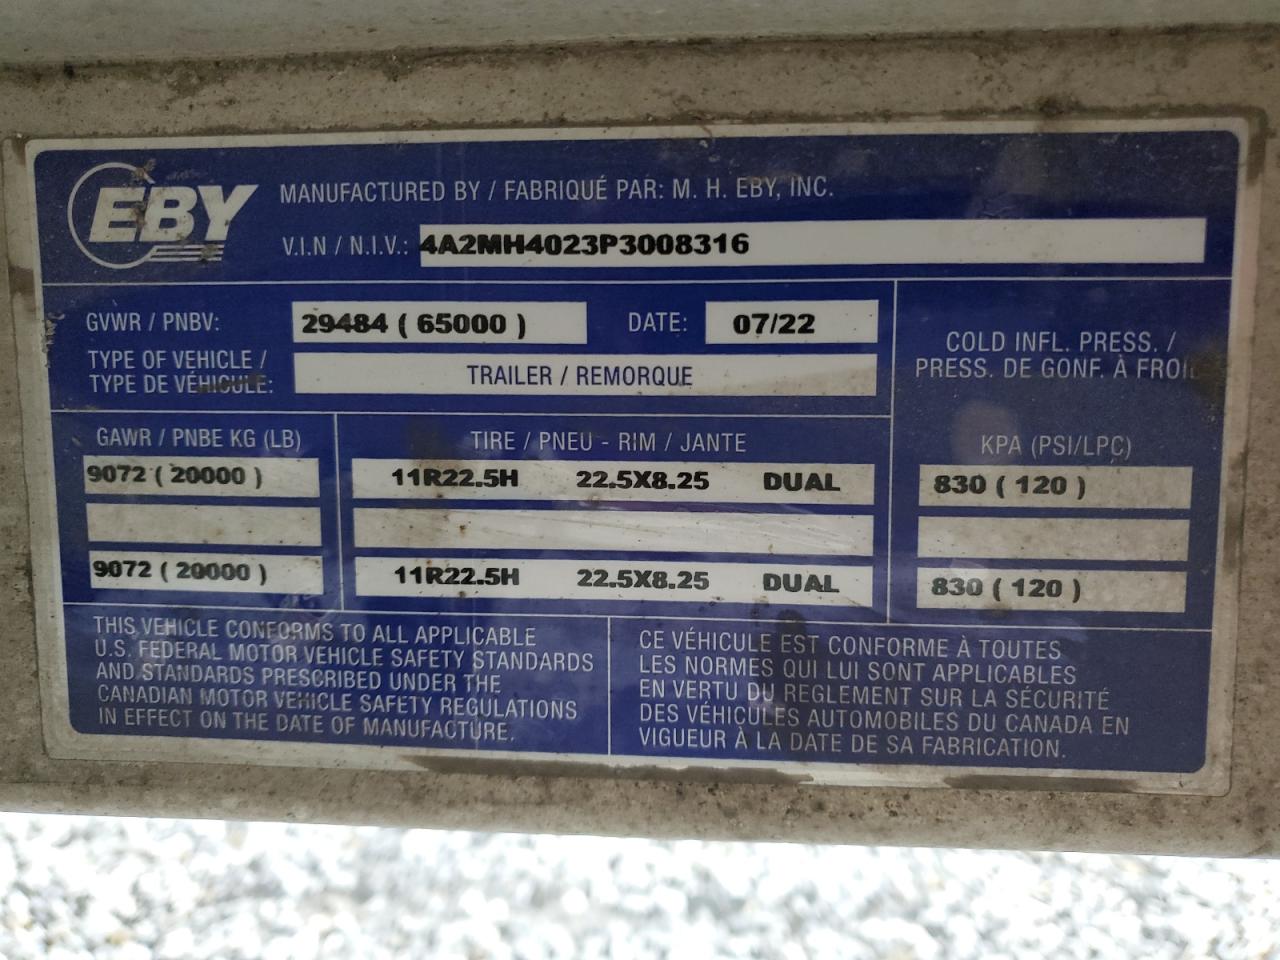 EBY
MANUFACTURED BY / FABRIQUÉ PAR: M. H. EBY, INC.
V.I.N / N.I.V.: 4A2MH4023P3008316
GVWR / PNBV: 29484 ( 65000 ) DATE: 07/22
TYPE OF VEHICLE /
TYPE DE VÉHICULE: TRAILER / REMORQUE
COLD INFL. PRESS. /
PRESS. DE GONF. À FROID
GAWR / PNBE KG (LB) TIRE / PNEU - RIM / JANTE KPA (PSI/LPC)
9072 ( 20000 ) 11R22.5H 22.5X8.25 DUAL 830 ( 120 )
9072 ( 20000 ) 11R22.5H 22.5X8.25 DUAL 830 ( 120 )
THIS VEHICLE CONFORMS TO ALL APPLICABLE
U.S. FEDERAL MOTOR VEHICLE SAFETY STANDARDS
AND STANDARDS PRESCRIBED UNDER THE
CANADIAN MOTOR VEHICLE SAFETY REGULATIONS
IN EFFECT ON THE DATE OF MANUFACTURE.
CE VÉHICULE EST CONFORME À TOUTES
LES NORMES QUI LUI SONT APPLICABLES
EN VERTU DU REGLEMENT SUR LA SÉCURITÉ
DES VÉHICULES AUTOMOBILES DU CANADA EN
VIGUEUR À LA DATE DE SA FABRICATION.